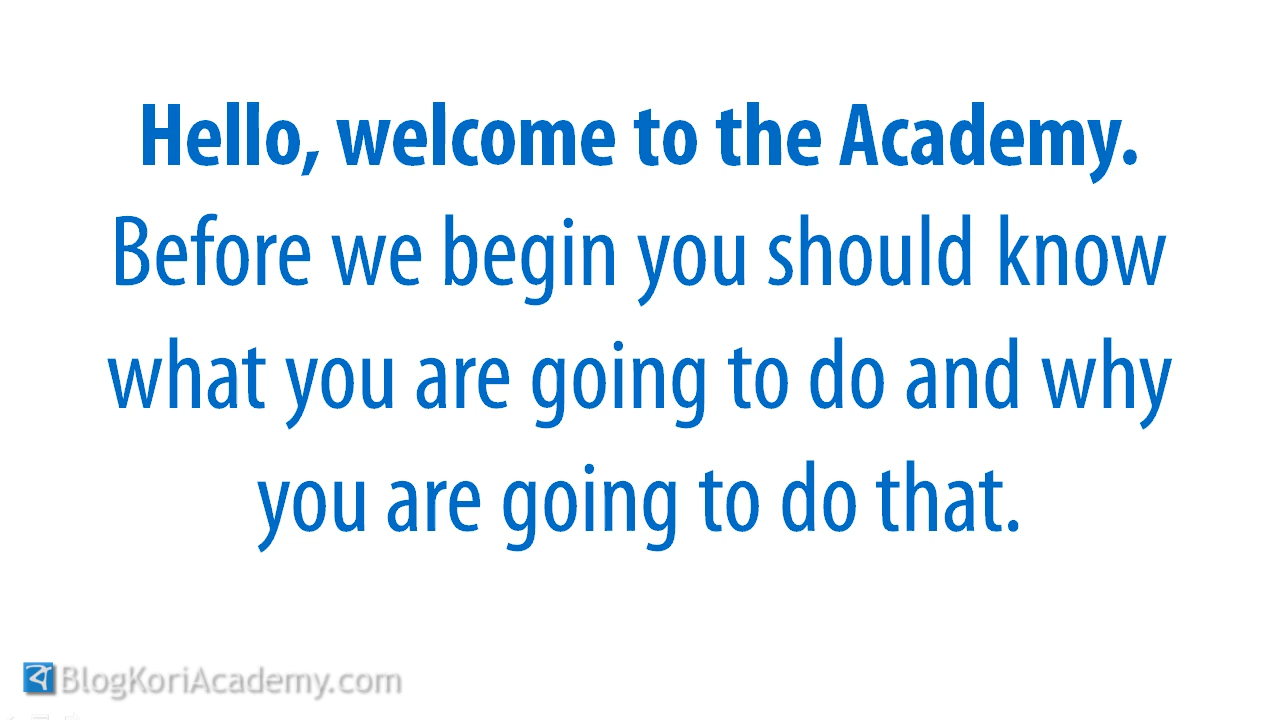 Hello, welcome to the Academy.
Before we begin you should know
what you are going to do and why
you are going to do that.
ব BlogKoriAcademy.com